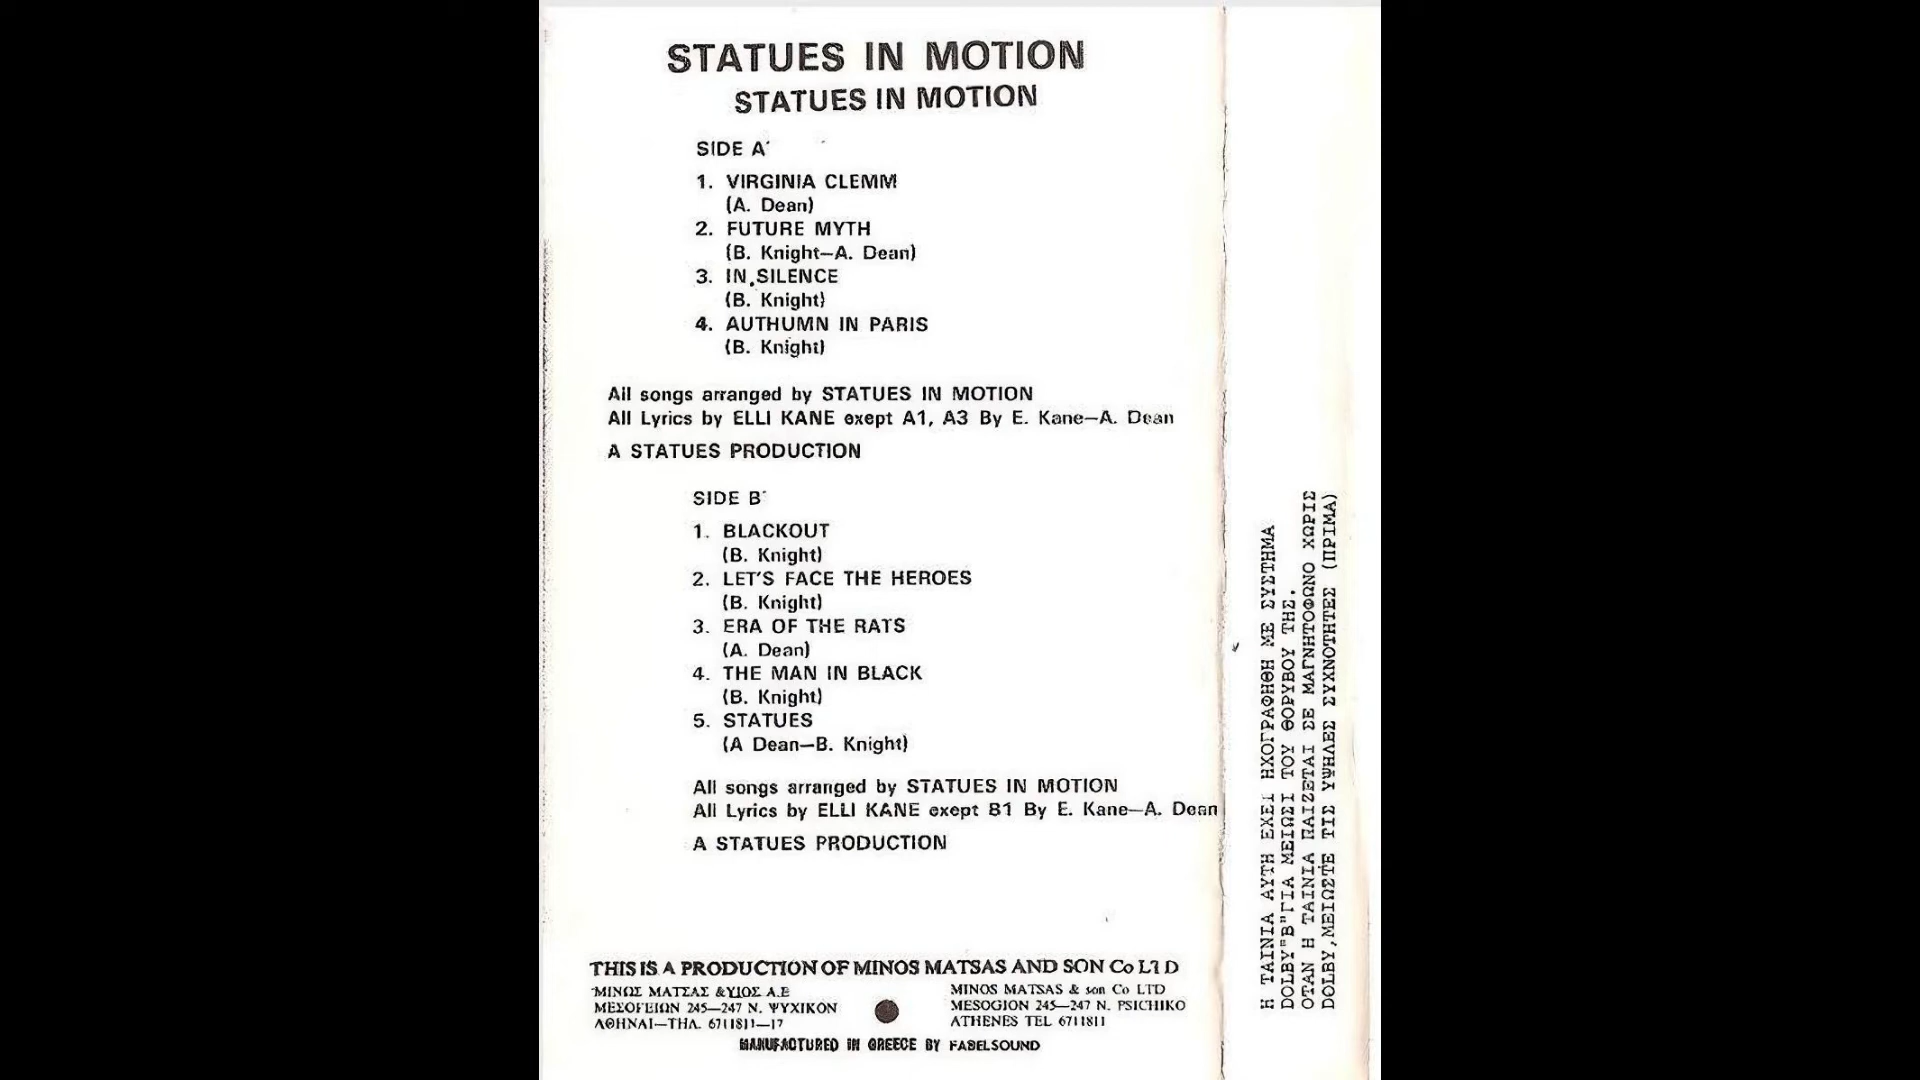 STATUES IN MOTION
STATUES IN MOTION
SIDE A΄
1. VIRGINIA CLEMM
(A. Dean)
2. FUTURE MYTH
(B. Knight—A. Dean)
3. IN SILENCE
(B. Knight)
4. AUTHUMN IN PARIS
(B. Knight)
All songs arranged by STATUES IN MOTION
All Lyrics by ELLI KANE exept A1, A3 By E. Kane—A. Dean
A STATUES PRODUCTION
SIDE B΄
1. BLACKOUT
(B. Knight)
2. LET'S FACE THE HEROES
(B. Knight)
3. ERA OF THE RATS
(A. Dean)
4. THE MAN IN BLACK
(B. Knight)
5. STATUES
(A Dean—B. Knight)
All songs arranged by STATUES IN MOTION
All Lyrics by ELLI KANE exept B1 By E. Kane—A. Dean
A STATUES PRODUCTION
THIS IS A PRODUCTION OF MINOS MATSAS AND SON Co LTD
ΜΙΝΩΣ ΜΑΤΣΑΣ & ΥΙΟΣ Α.Ε
ΜΕΣΟΓΕΙΩΝ 245—247 Ν. ΨΥΧΙΚΟΝ
ΑΘΗΝΑΙ—ΤΗΛ. 6711811—17
MINOS MATSAS & son Co LTD
MESOGION 245—247 N. PSICHIKO
ATHENES TEL 6711811
MANUFACTURED IN GREECE BY FABELSOUND
Η ΤΑΙΝΙΑ ΑΥΤΗ ΕΧΕΙ ΗΧΟΓΡΑΦΗΘΗ ΜΕ ΣΥΣΤΗΜΑ
DOLBY"B"ΓΙΑ ΜΕΙΩΣΙ ΤΟΥ ΘΟΡΥΒΟΥ ΤΗΣ.
ΟΤΑΝ Η ΤΑΙΝΙΑ ΠΑΙΖΕΤΑΙ ΣΕ ΜΑΓΝΗΤΟΘΩΝΟ ΧΩΡΙΣ
DOLBY,ΜΕΙΩΣΤΕ ΤΙΣ ΥΨΗΛΕΣ ΣΥΧΝΟΤΗΤΕΣ (ΠΡΙΜΑ)